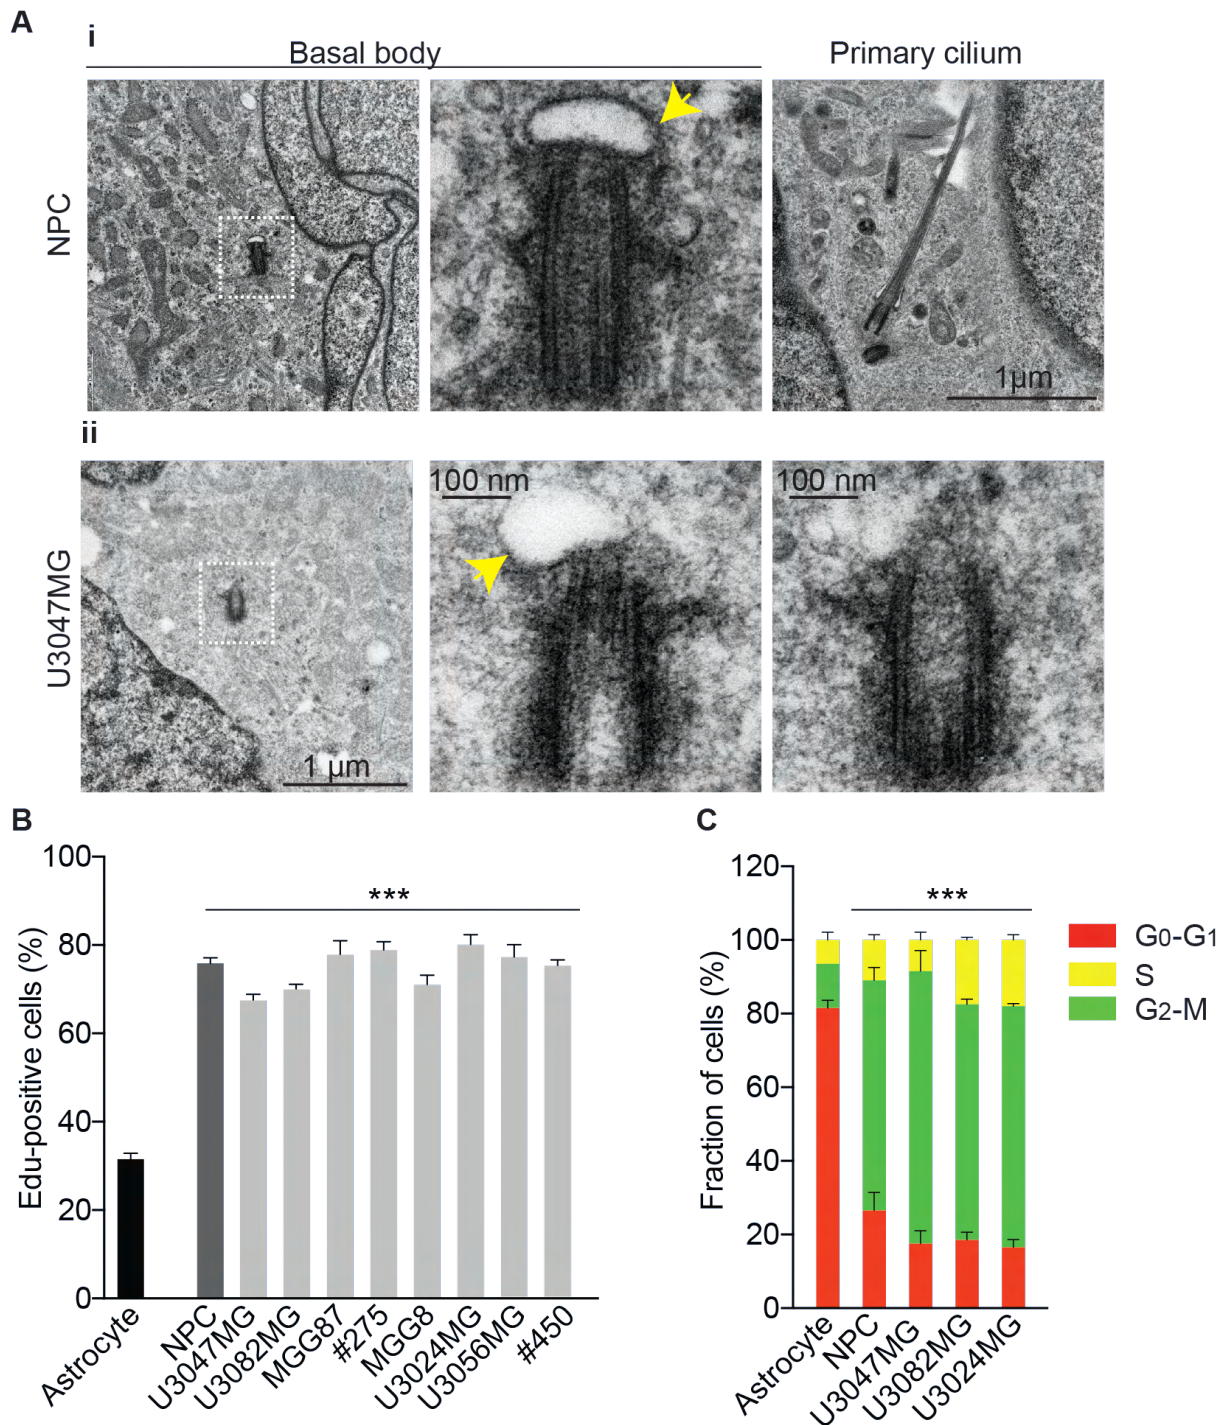 A
i
Basal body
Primary cilium
NPC
1μm
ii
U3047MG
1 μm
100 nm
100 nm
B
Edu-positive cells (%)
100
80
60
40
20
0
***
Astrocyte
NPC
U3047MG
U3082MG
MGG87
#275
MGG8
U3024MG
U3056MG
#450
C
Fraction of cells (%)
120
100
80
60
40
20
0
***
Astrocyte
NPC
U3047MG
U3082MG
U3024MG
G0-G1
S
G2-M